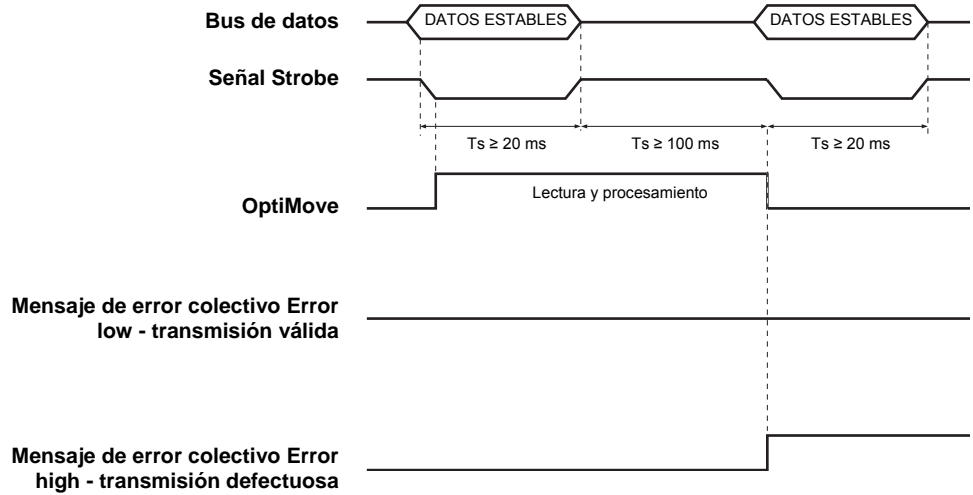 Bus de datos
DATOS ESTABLES
DATOS ESTABLES
Señal Strobe
Ts ≥ 20 ms
Ts ≥ 100 ms
Ts ≥ 20 ms
OptiMove
Lectura y procesamiento
Mensaje de error colectivo Error
low - transmisión válida
Mensaje de error colectivo Error
high - transmisión defectuosa